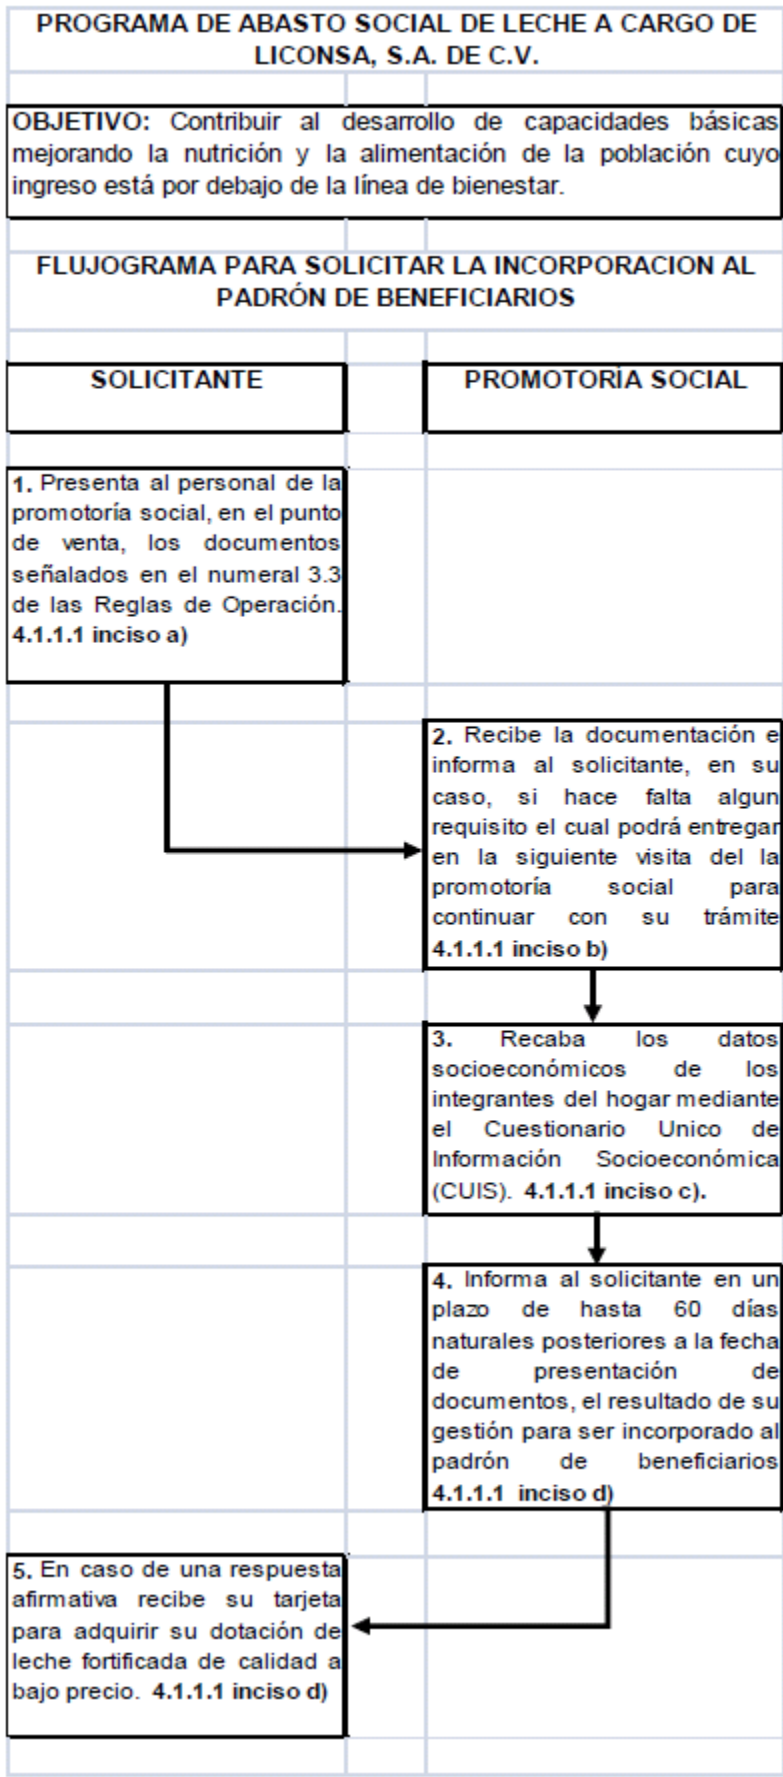 PROGRAMA DE ABASTO SOCIAL DE LECHE A CARGO DE
LICONSA, S.A. DE C.V.
OBJETIVO: Contribuir al desarrollo de capacidades básicas
mejorando la nutrición y la alimentación de la población cuyo
ingreso está por debajo de la línea de bienestar.
FLUJOGRAMA PARA SOLICITAR LA INCORPORACION AL
PADRÓN DE BENEFICIARIOS
SOLICITANTE
PROMOTORÍA SOCIAL
1. Presenta al personal de la
promotoría social, en el punto
de venta, los documentos
señalados en el numeral 3.3
de las Reglas de Operación.
4.1.1.1 inciso a)
2. Recibe la documentación e
informa al solicitante, en su
caso, si hace falta algun
requisito el cual podrá entregar
en la siguiente visita del la
promotoría social para
continuar con su trámite
4.1.1.1 inciso b)
3. Recaba los datos
socioeconómicos de los
integrantes del hogar mediante
el Cuestionario Unico de
Información Socioeconómica
(CUIS). 4.1.1.1 inciso c).
4. Informa al solicitante en un
plazo de hasta 60 días
naturales posteriores a la fecha
de presentación de
documentos, el resultado de su
gestión para ser incorporado al
padrón de beneficiarios
4.1.1.1 inciso d)
5. En caso de una respuesta
afirmativa recibe su tarjeta
para adquirir su dotación de
leche fortificada de calidad a
bajo precio. 4.1.1.1 inciso d)